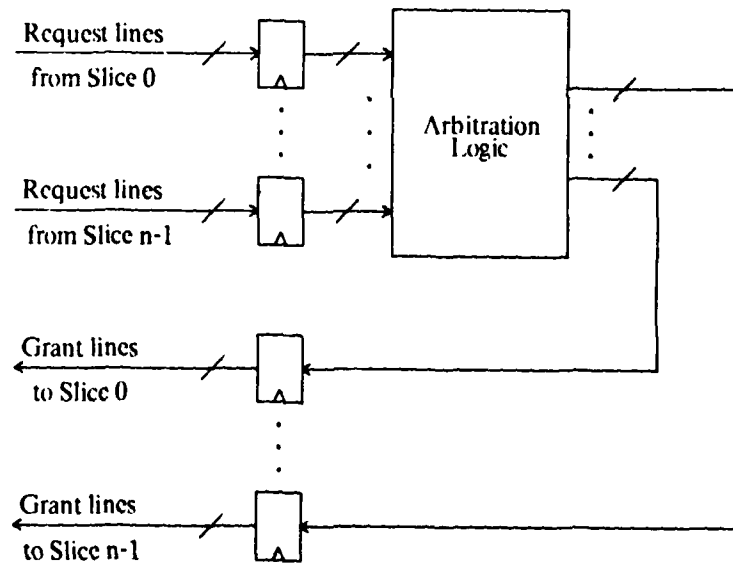 Request lines
from Slice 0
Arbitration
Logic
Request lines
from Slice n-1
Grant lines
to Slice 0
Grant lines
to Slice n-1